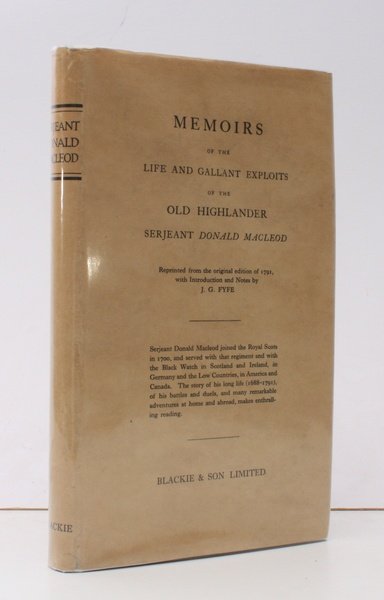 MEMOIRS
OF THE
LIFE AND GALLANT EXPLOITS
OF THE
OLD HIGHLANDER
SERJEANT DONALD MACLEOD
Reprinted from the original edition of 1791,
with Introduction and Notes by
J. G. FYFE
Serjeant Donald Macleod joined the Royal Scots
in 1700, and served with that regiment and with
the Black Watch in Scotland and Ireland, in
Germany and the Low Countries, in America and
Canada. The story of his long life (1688-1791),
of his battles and duels, and many remarkable
adventures at home and abroad, makes enthrall-
ing reading.
BLACKIE & SON LIMITED
RJEANT
ONALD
ACLEOD
ACKIE